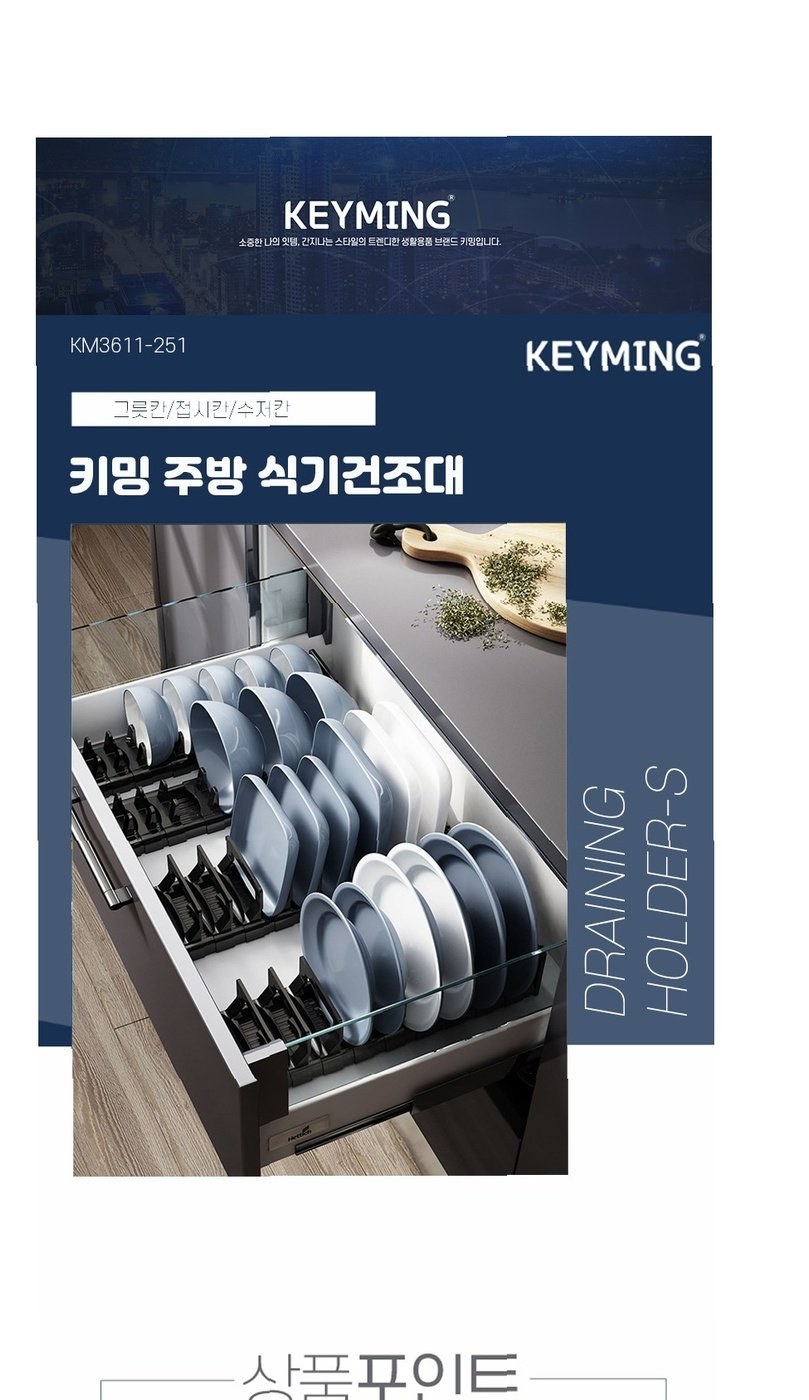 KEYMING®
소중한 나의 잇템, 간지나는 스타일의 트렌디한 생활용품 브랜드 키밍입니다.
KM3611-251
KEYMING®
그릇칸/접시칸/수저칸
키밍 주방 식기건조대
DRAINING
HOLDER-S
상품포인트